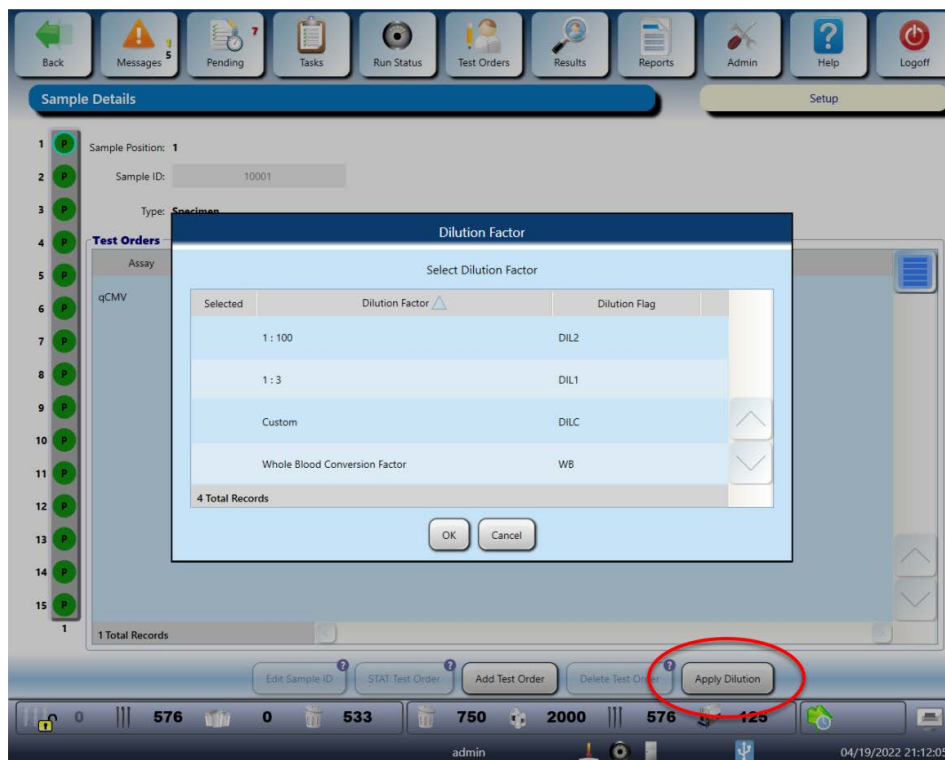 Back
Messages
1
5
Pending
7
Tasks
Run Status
Test Orders
Results
Reports
Admin
?
Help
Logoff
Sample Details
Setup
Sample Position: 1
Sample ID: 10001
Type: Specimen
Test Orders
Assay
qCMV
1 P
2 P
3 P
4 P
5 P
6 P
7 P
8 P
9 P
10 P
11 P
12 P
13 P
14 P
15 P
1
Dilution Factor
Select Dilution Factor
Selected Dilution Factor Dilution Flag
1 : 100 DIL2
1 : 3 DIL1
Custom DILC
Whole Blood Conversion Factor WB
4 Total Records
OK Cancel
1 Total Records
Edit Sample ID ? STAT Test Order ? Add Test Order Delete Test Order ? Apply Dilution
0 576 0 533 750 2000 576 125
admin 04/19/2022 21:12:05